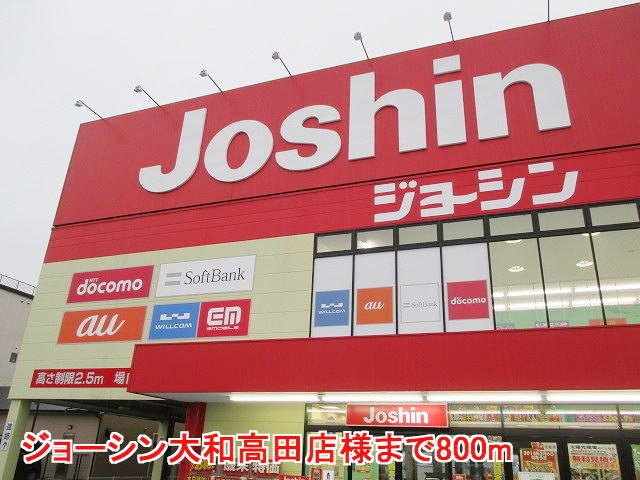 Joshin
ジョーシン
NTT docomo
SoftBank
au
WILLCOM
EM
EMOBILE
WILLCOM
au
SoftBank
docomo
高さ制限2.5m
Joshin
ジョーシン大和高田店様まで800m